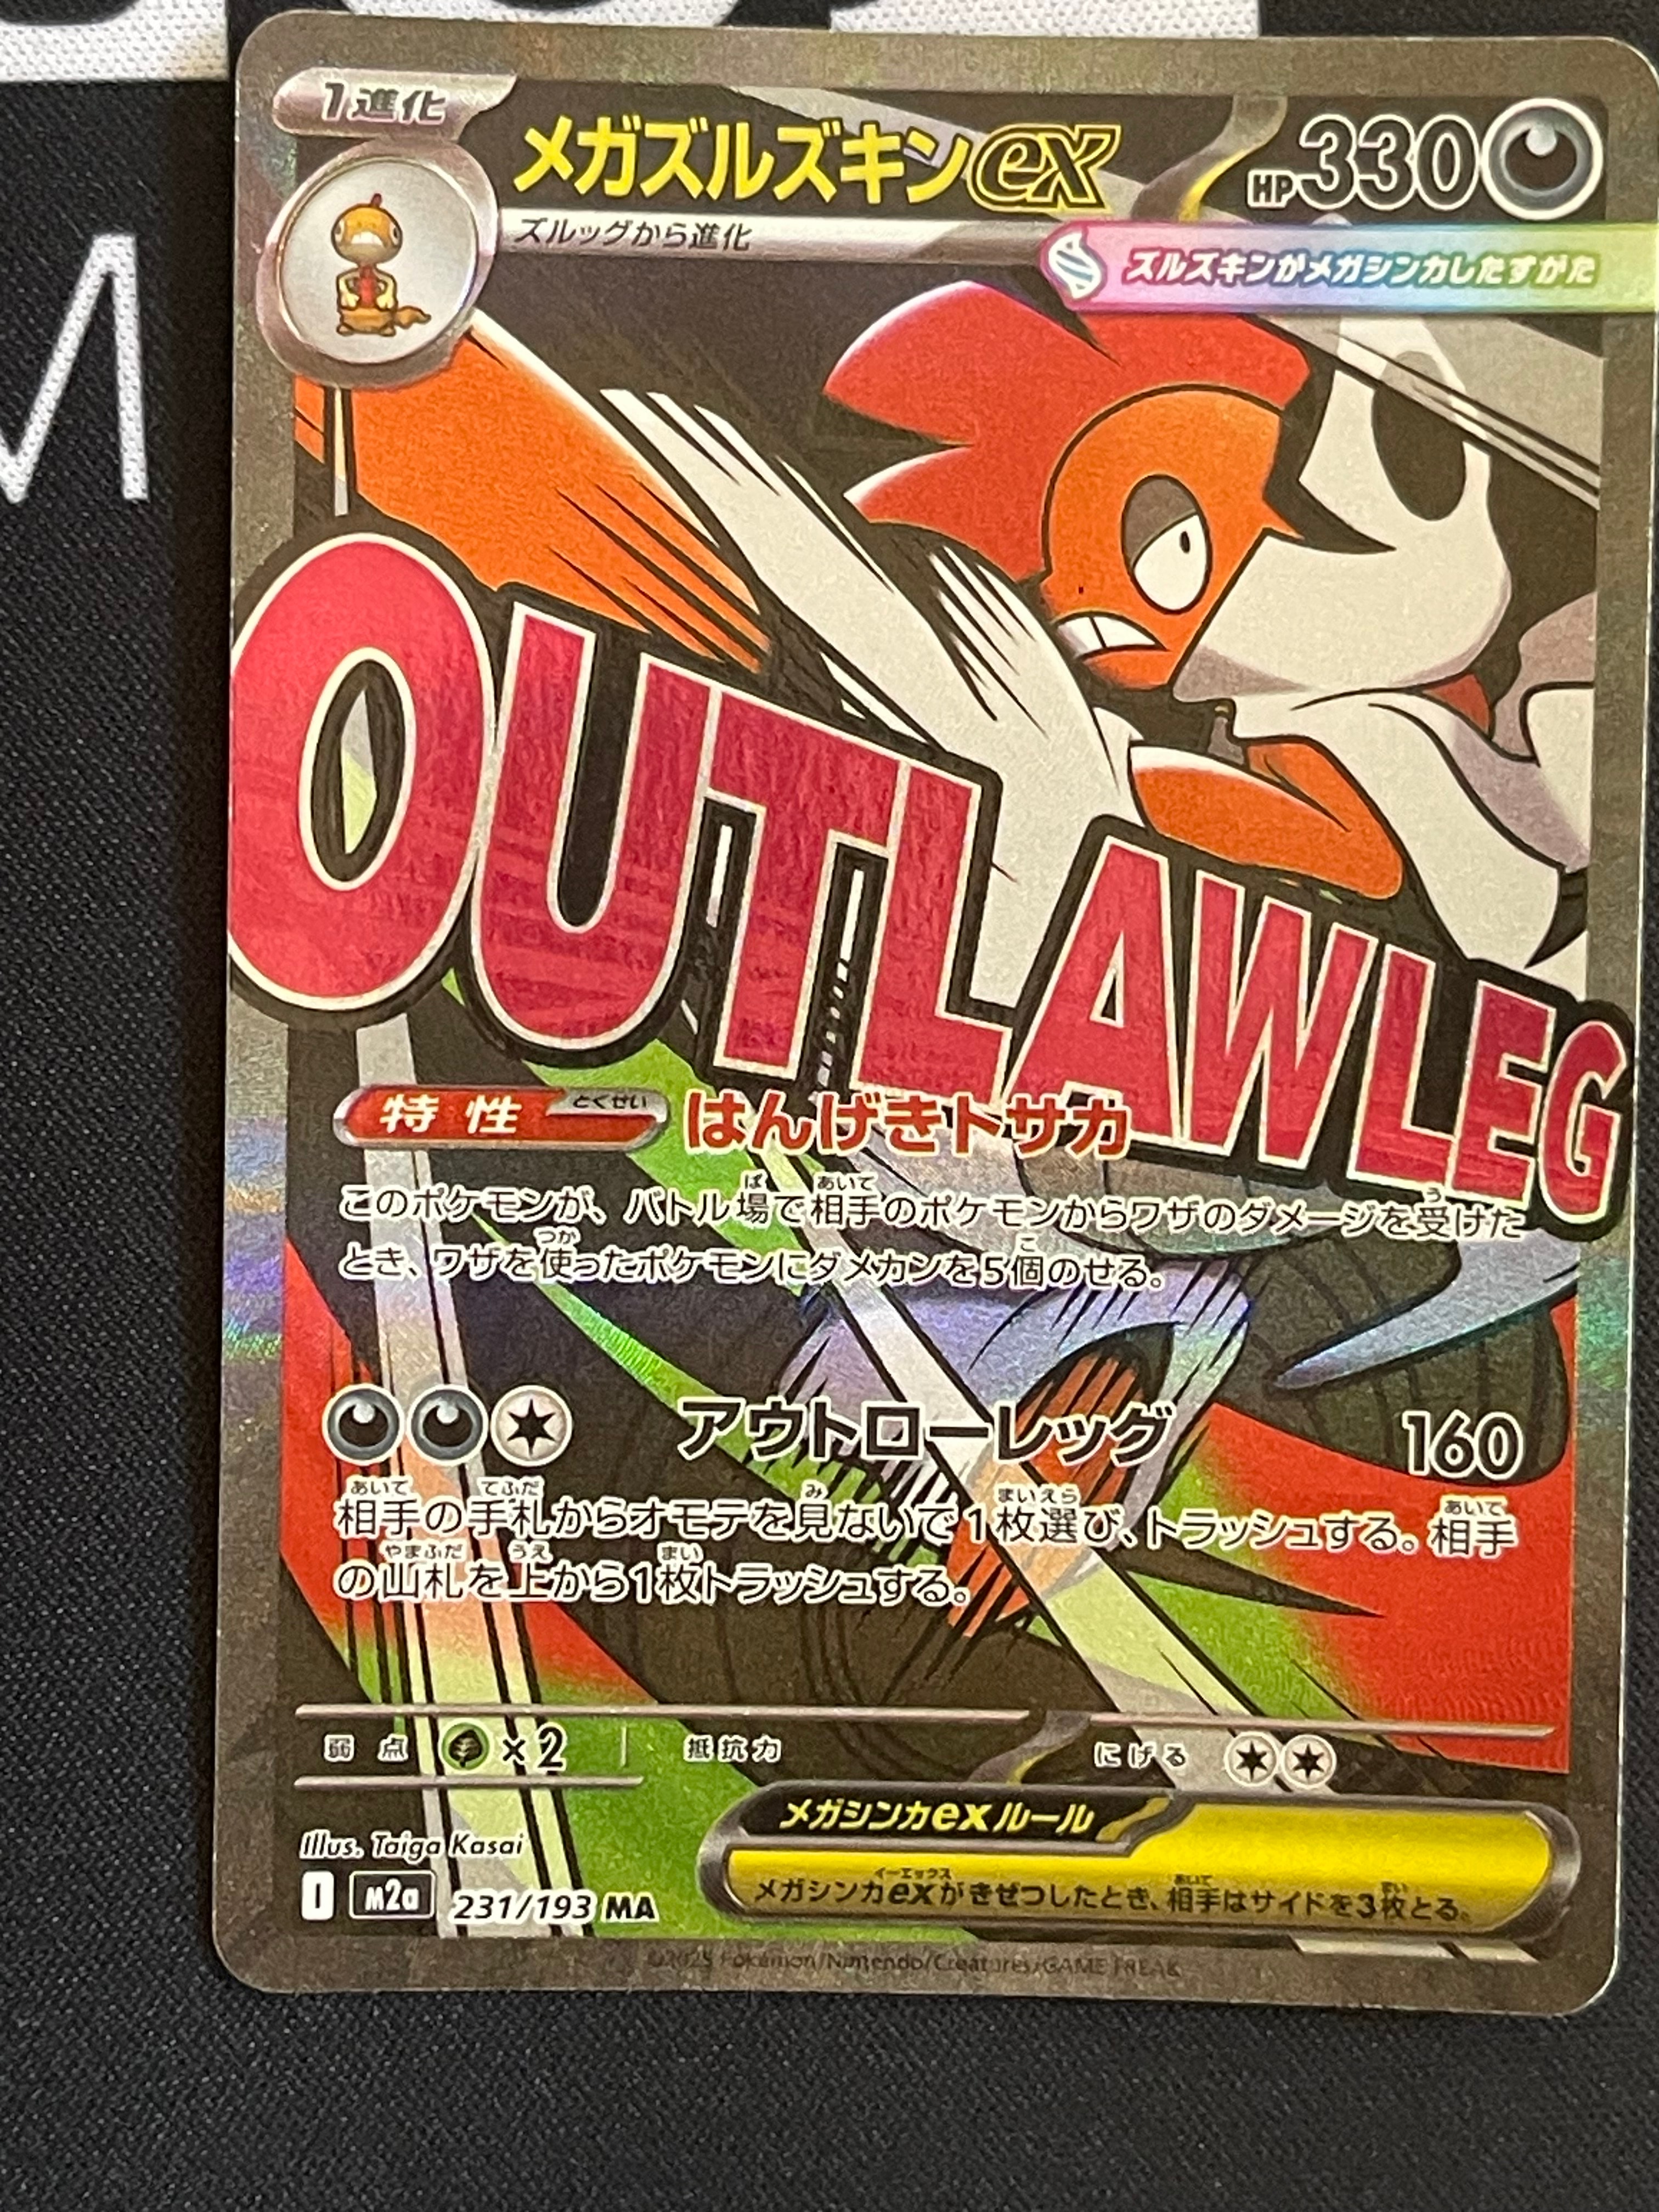 M
1進化
メガズルズキンex
HP330
ズルッグから進化
ズルズキンがメガシンカしたすがた
OUTLAWLEG
特性 とくせい はんげきトサカ
このポケモンが、バトル場で相手のポケモンからワザのダメージを受けた
とき、ワザを使ったポケモンにダメカンを5個のせる。
アウトローレッグ 160
相手の手札からオモテを見ないで1枚選び、トラッシュする。相手
の山札を上から1枚トラッシュする。
弱点 ×2 抵抗力 にげる
メガシンカexルール
メガシンカexがきぜつしたとき、相手はサイドを3枚とる。
Illus. Taiga Kasai
I m2a 231/193 MA
©2025 Pokémon/Nintendo/Creatures/GAME FREAK